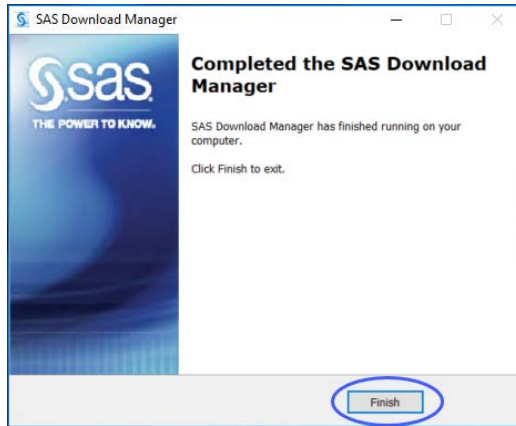 SAS Download Manager
sas
THE POWER TO KNOW.
Completed the SAS Download
Manager
SAS Download Manager has finished running on your
computer.
Click Finish to exit.
Finish